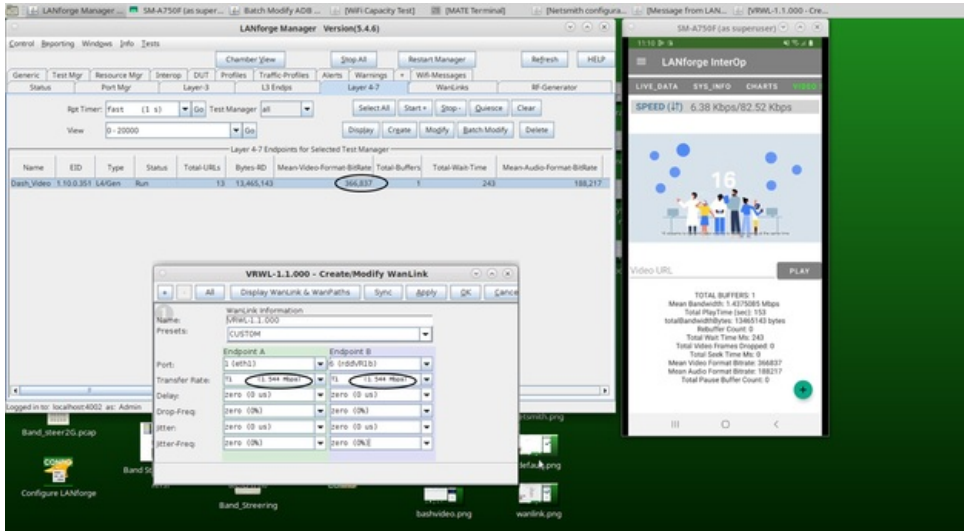 LANforge Manager ...
SM-A750F (as super...
Batch Modify ADB ...
[WiFi Capacity Test]
[MATE Terminal]
[Netsmith configura...
[Message from LAN...
[VRWL-1.1.000 - Cre...
LANforge Manager Version(5.4.6)
Control Reporting Windows Info Tests
Chamber View Stop All Restart Manager Refresh HELP
Generic Test Mgr Resource Mgr Interop DUT Profiles Traffic-Profiles Alerts Warnings + Wifi-Messages
Status Port Mgr Layer-3 L3 Endps Layer 4-7 WanLinks RF-Generator
Rpt Timer: fast (1 s) Go Test Manager all Select All Start Stop Quiesce Clear
View 0 - 20000 Go Display Create Modify Batch Modify Delete
Layer 4-7 Endpoints for Selected Test Manager
Name EID Type Status Total-URLs Bytes-RD Mean-Video-Format-BitRate Total-Buffers Total-Wait-Time Mean-Audio-Format-BitRate
Dash_Video 1.10.0.351 L4/Gen Run 13 13,465,143 366,837 1 243 188,217
Logged in to: localhost:4002 as: Admin
VRWL-1.1.000 - Create/Modify WanLink
+ - All Display WanLink & WanPaths Sync Apply OK Cance
WanLink Information
Name: VRWL-1.1.000
Presets: CUSTOM
Endpoint A Endpoint B
Port: 1 (eth1) 6 (rddVR1b)
Transfer Rate: T1 (1.544 Mbps) T1 (1.544 Mbps)
Delay: zero (0 us) zero (0 us)
Drop-Freq: zero (0%) zero (0%)
Jitter: zero (0 us) zero (0 us)
Jitter-Freq: zero (0%) zero (0%)
SM-A750F (as superuser)
11:10
LANforge InterOp
LIVE_DATA SYS_INFO CHARTS VIDEO
SPEED (↓↑) 6.38 Kbps/82.52 Kbps
16
Video URL
PLAY
TOTAL BUFFERS: 1
Mean Bandwidth: 1.4375085 Mbps
Total PlayTime (sec): 153
totalBandwidthBytes: 13465143 bytes
Rebuffer Count: 0
Total Wait Time Ms: 243
Total Video Frames Dropped: 0
Total Seek Time Ms: 0
Mean Video Format Bitrate: 366837
Mean Audio Format Bitrate: 188217
Total Pause Buffer Count: 0
Band_steer2G.pcap
etsmith.png
CONFIG
Configure LANforge
Band St
default.png
Band_Streering
bashvideo.png
wanlink.png